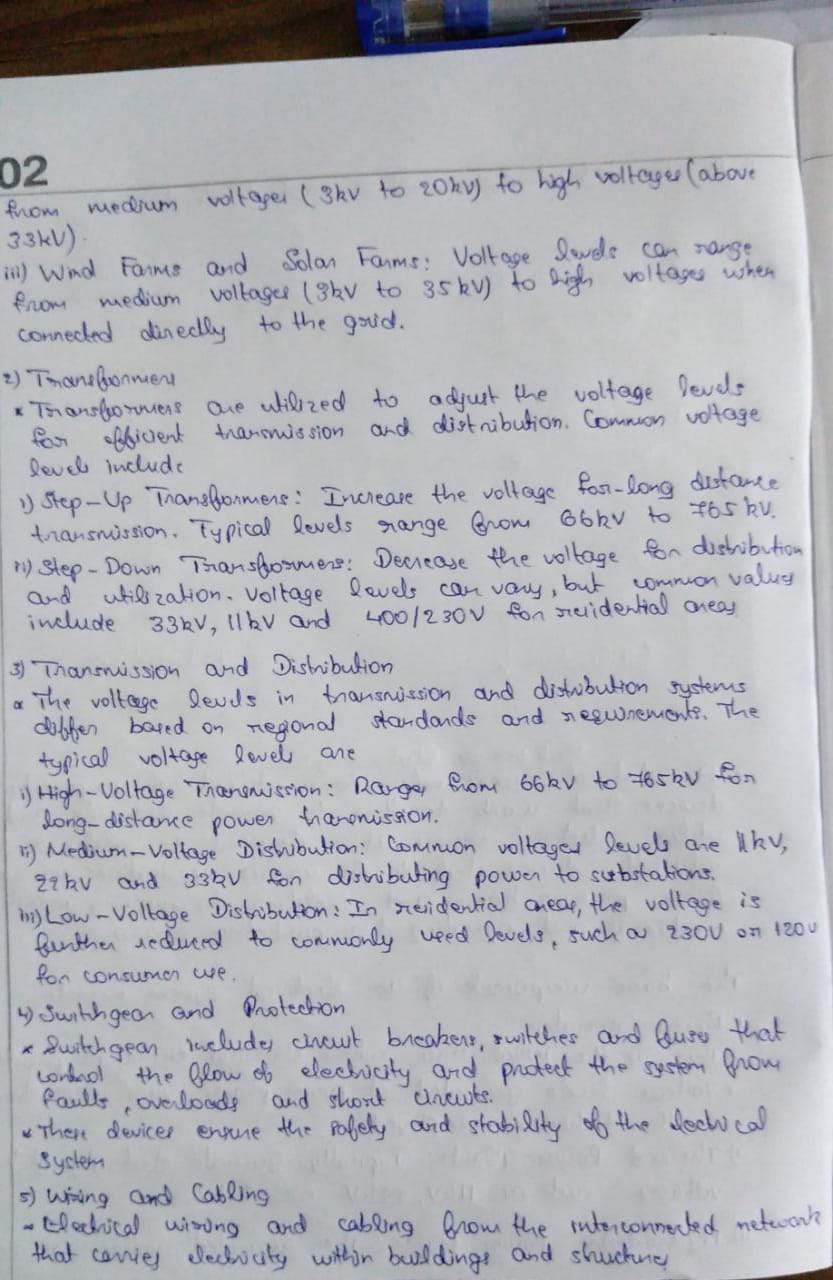 02
from medium voltages (3kV to 20kV) to high voltages (above
33kV).
iii) Wind Farms and Solar Farms: Voltage levels can range
from medium voltages (3kV to 35kV) to high voltages when
connected directly to the grid.
2) Transformers
* Transformers are utilized to adjust the voltage levels
for efficient transmission and distribution. Common voltage
levels include
i) Step-Up Transformers: Increase the voltage for-long distance
transmission. Typical levels range from 66kV to 765kV.
ii) Step-Down Transformers: Decrease the voltage for distribution
and utilization. Voltage levels can vary, but common values
include 33kV, 11kV and 400/230V for residential areas
3) Transmission and Distribution
* The voltage levels in transmission and distribution systems
differ based on regional standards and requirements. The
typical voltage levels are
i) High-Voltage Transmission: Ranges from 66kV to 765kV for
long-distance power transmission.
ii) Medium-Voltage Distribution: Common voltages levels are 11kV,
22kV and 33kV for distributing power to substations.
iii) Low-Voltage Distribution: In residential areas, the voltage is
further reduced to commonly used levels, such as 230V or 120V
for consumer use.
4) Switchgear and Protection
* Switchgear includes circuit breakers, switches and fuses that
control the flow of electricity and protect the system from
faults, overloads and short circuits.
* These devices ensure the safety and stability of the electrical
system
5) Wiring and Cabling
* Electrical wiring and cabling from the interconnected network
that carries electricity within buildings and structures